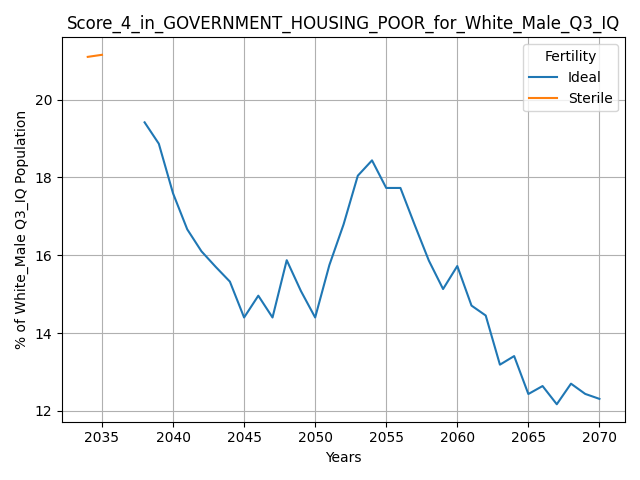 Score_4_in_GOVERNMENT_HOUSING_POOR_for_White_Male_Q3_IQ
Fertility
Ideal
Sterile
% of White_Male Q3_IQ Population
20
18
16
14
12
2035 2040 2045 2050 2055 2060 2065 2070
Years